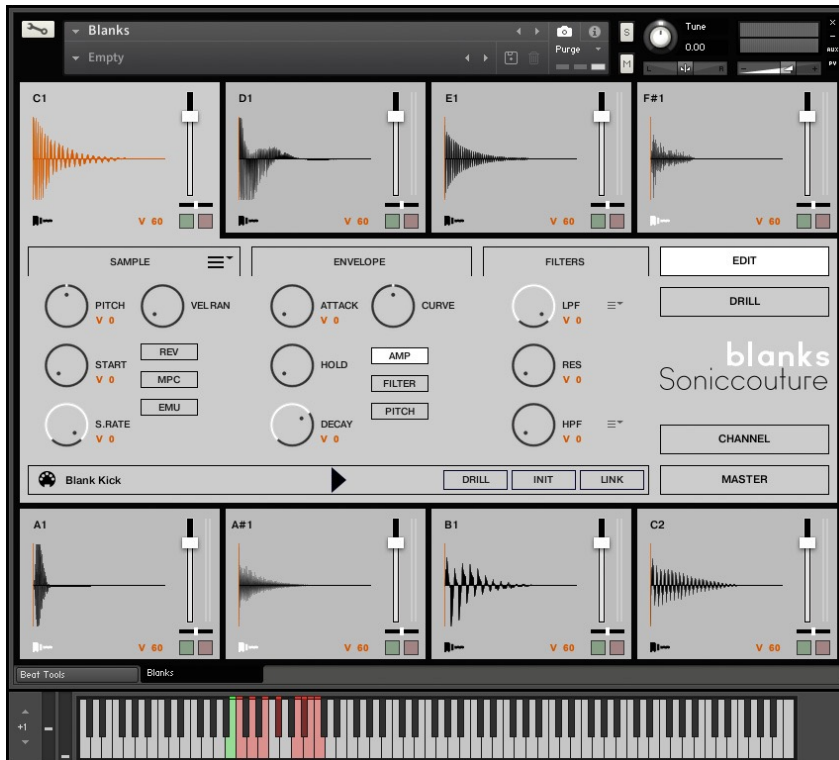 Blanks
Empty
Purge
S
M
Tune
0.00
L
R
-
+
×
-
AUX
PV
C1
V 60
D1
V 60
E1
V 60
F#1
V 60
SAMPLE
PITCH
V 0
VEL RAN
START
V 0
REV
MPC
EMU
S.RATE
V 0
ENVELOPE
ATTACK
V 0
CURVE
HOLD
AMP
FILTER
PITCH
DECAY
V 0
FILTERS
LPF
V 0
RES
V 0
HPF
V 0
EDIT
DRILL
blanks
Soniccouture
CHANNEL
MASTER
Blank Kick
DRILL
INIT
LINK
A1
V 60
A#1
V 60
B1
V 60
C2
V 60
Beat Tools
Blanks
+1